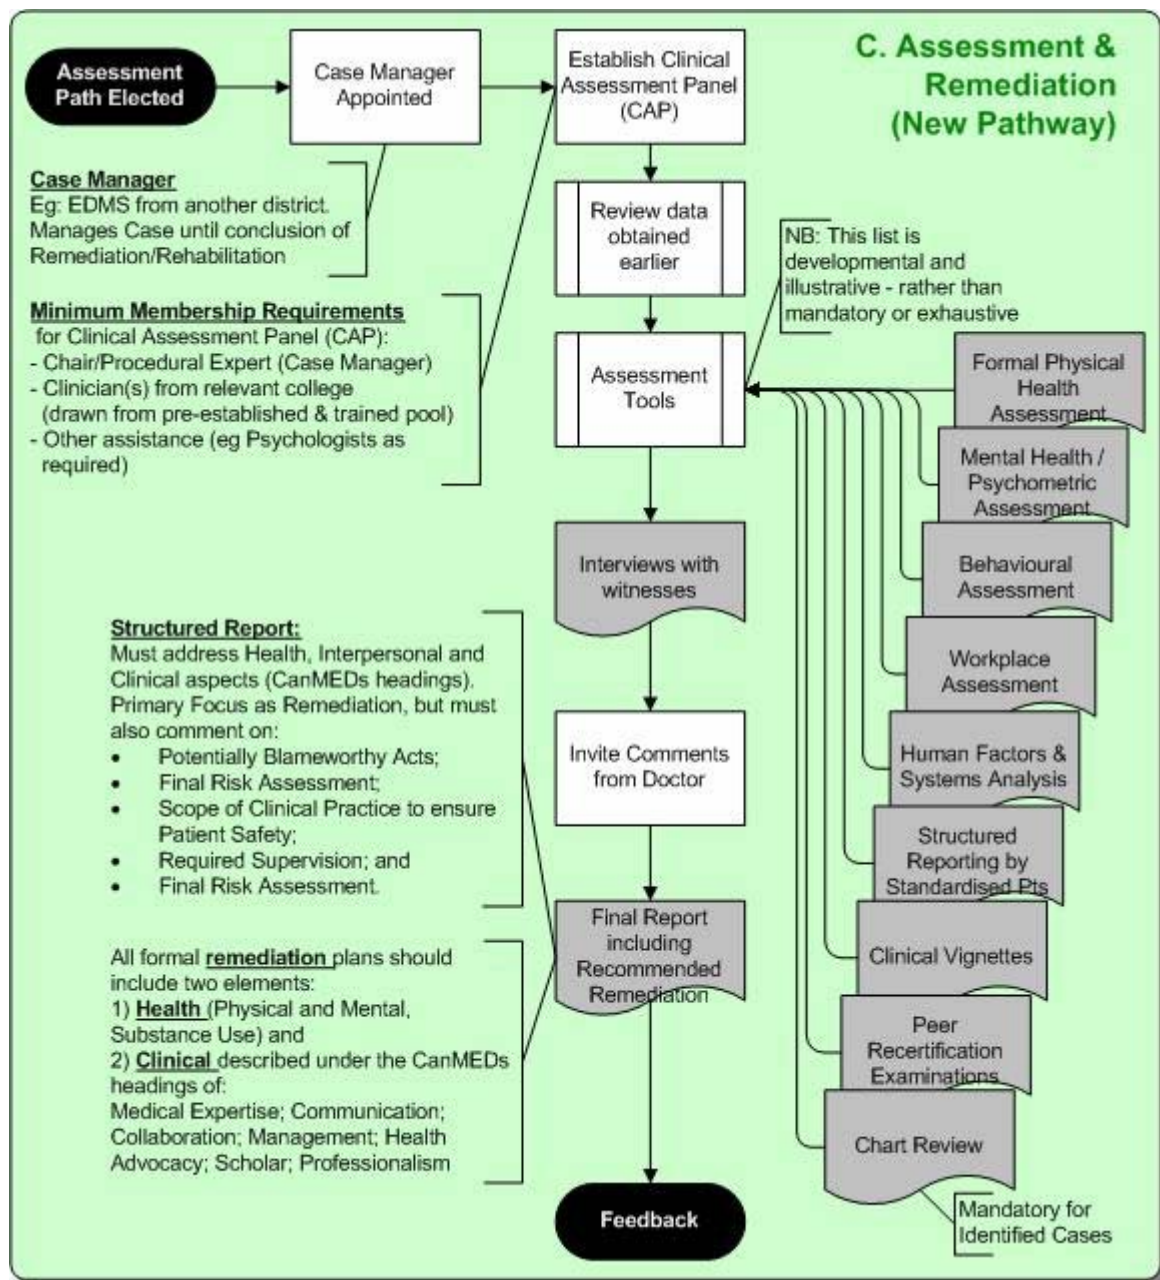 C. Assessment &
Remediation
(New Pathway)
Assessment
Path Elected
Case Manager
Appointed
Establish Clinical
Assessment Panel
(CAP)
Case Manager
Eg: EDMS from another district.
Manages Case until conclusion of
Remediation/Rehabilitation
Review data
obtained
earlier
NB: This list is
developmental and
illustrative - rather than
mandatory or exhaustive
Minimum Membership Requirements
for Clinical Assessment Panel (CAP):
- Chair/Procedural Expert (Case Manager)
- Clinician(s) from relevant college
(drawn from pre-established & trained pool)
- Other assistance (eg Psychologists as
required)
Assessment
Tools
Formal Physical
Health
Assessment
Mental Health /
Psychometric
Assessment
Behavioural
Assessment
Workplace
Assessment
Human Factors &
Systems Analysis
Structured
Reporting by
Standardised Pts
Clinical Vignettes
Peer
Recertification
Examinations
Chart Review
Mandatory for
Identified Cases
Interviews with
witnesses
Structured Report:
Must address Health, Interpersonal and
Clinical aspects (CanMEDs headings).
Primary Focus as Remediation, but must
also comment on:
• Potentially Blameworthy Acts;
• Final Risk Assessment;
• Scope of Clinical Practice to ensure
Patient Safety;
• Required Supervision; and
• Final Risk Assessment.
Invite Comments
from Doctor
Final Report
including
Recommended
Remediation
All formal remediation plans should
include two elements:
1) Health (Physical and Mental,
Substance Use) and
2) Clinical described under the CanMEDs
headings of:
Medical Expertise; Communication;
Collaboration; Management; Health
Advocacy; Scholar; Professionalism
Feedback